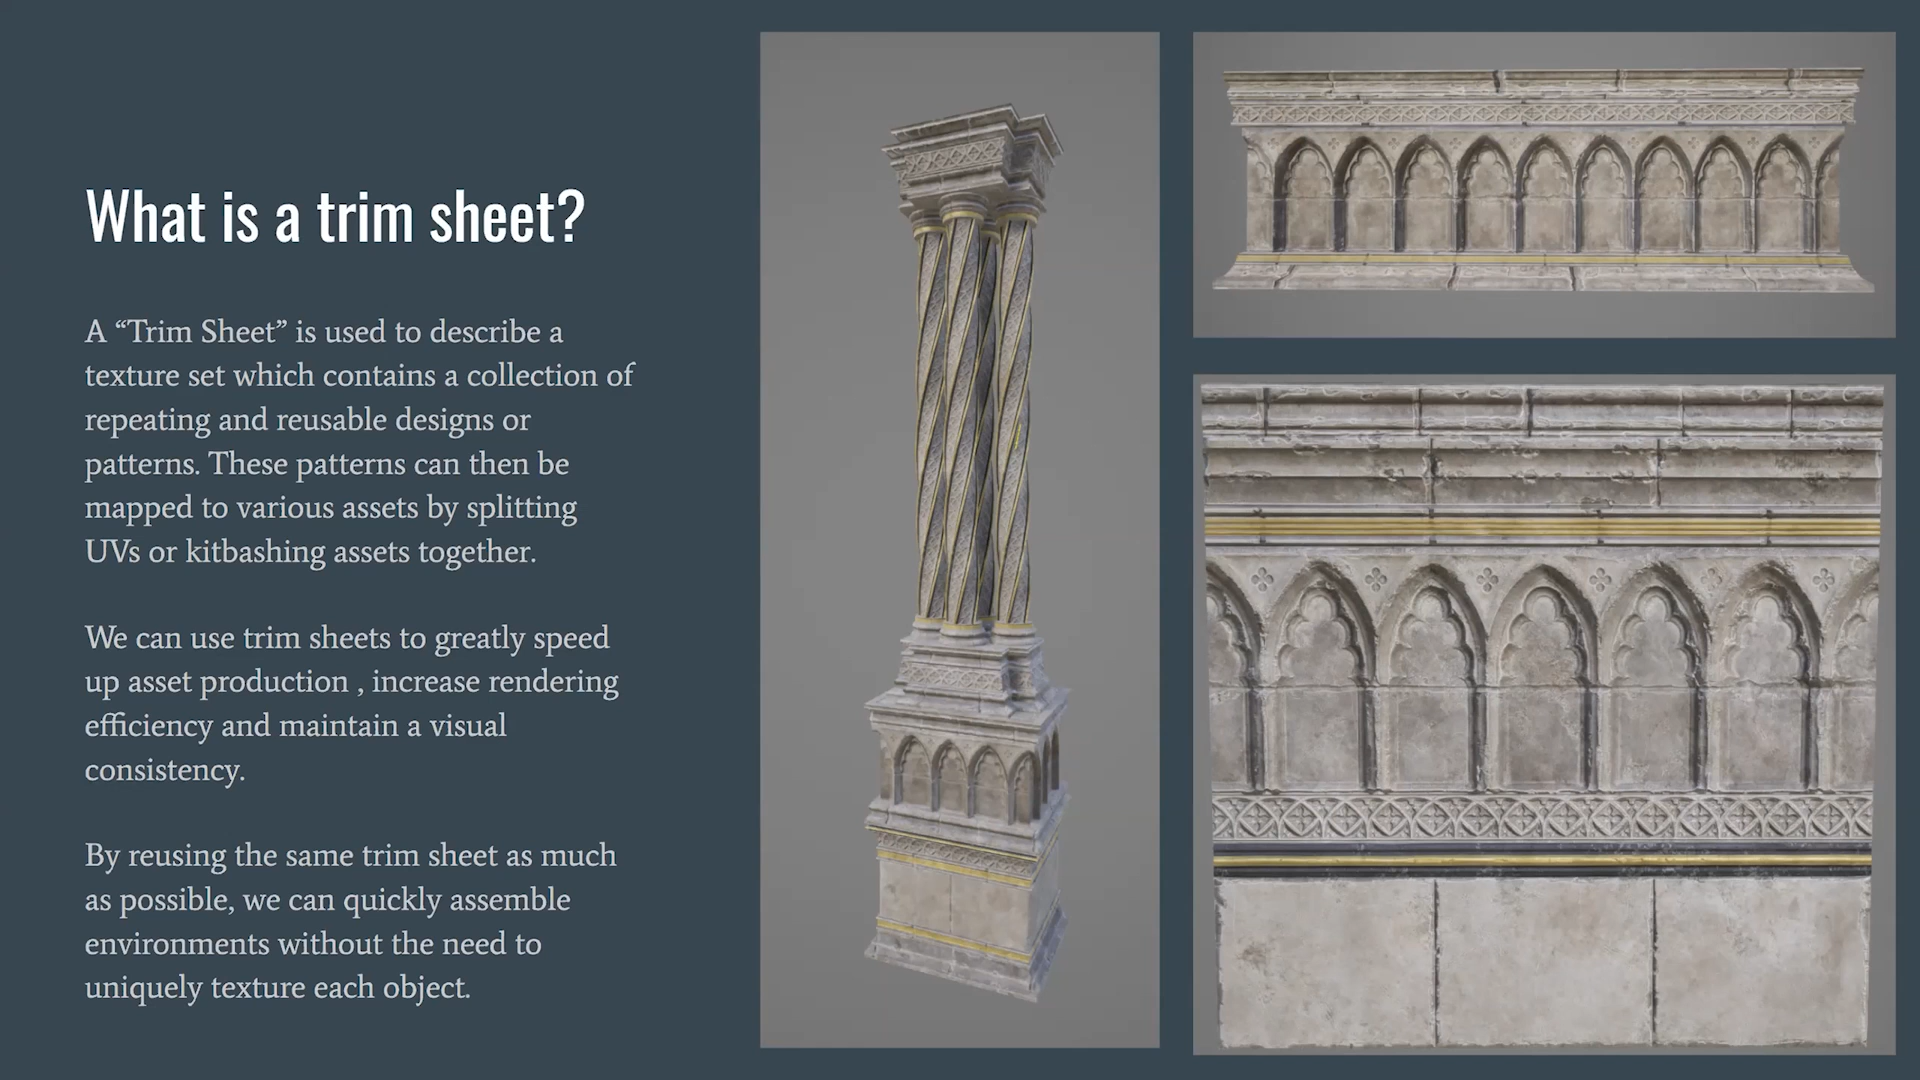 What is a trim sheet?
A “Trim Sheet” is used to describe a
texture set which contains a collection of
repeating and reusable designs or
patterns. These patterns can then be
mapped to various assets by splitting
UVs or kitbashing assets together.
We can use trim sheets to greatly speed
up asset production , increase rendering
efficiency and maintain a visual
consistency.
By reusing the same trim sheet as much
as possible, we can quickly assemble
environments without the need to
uniquely texture each object.